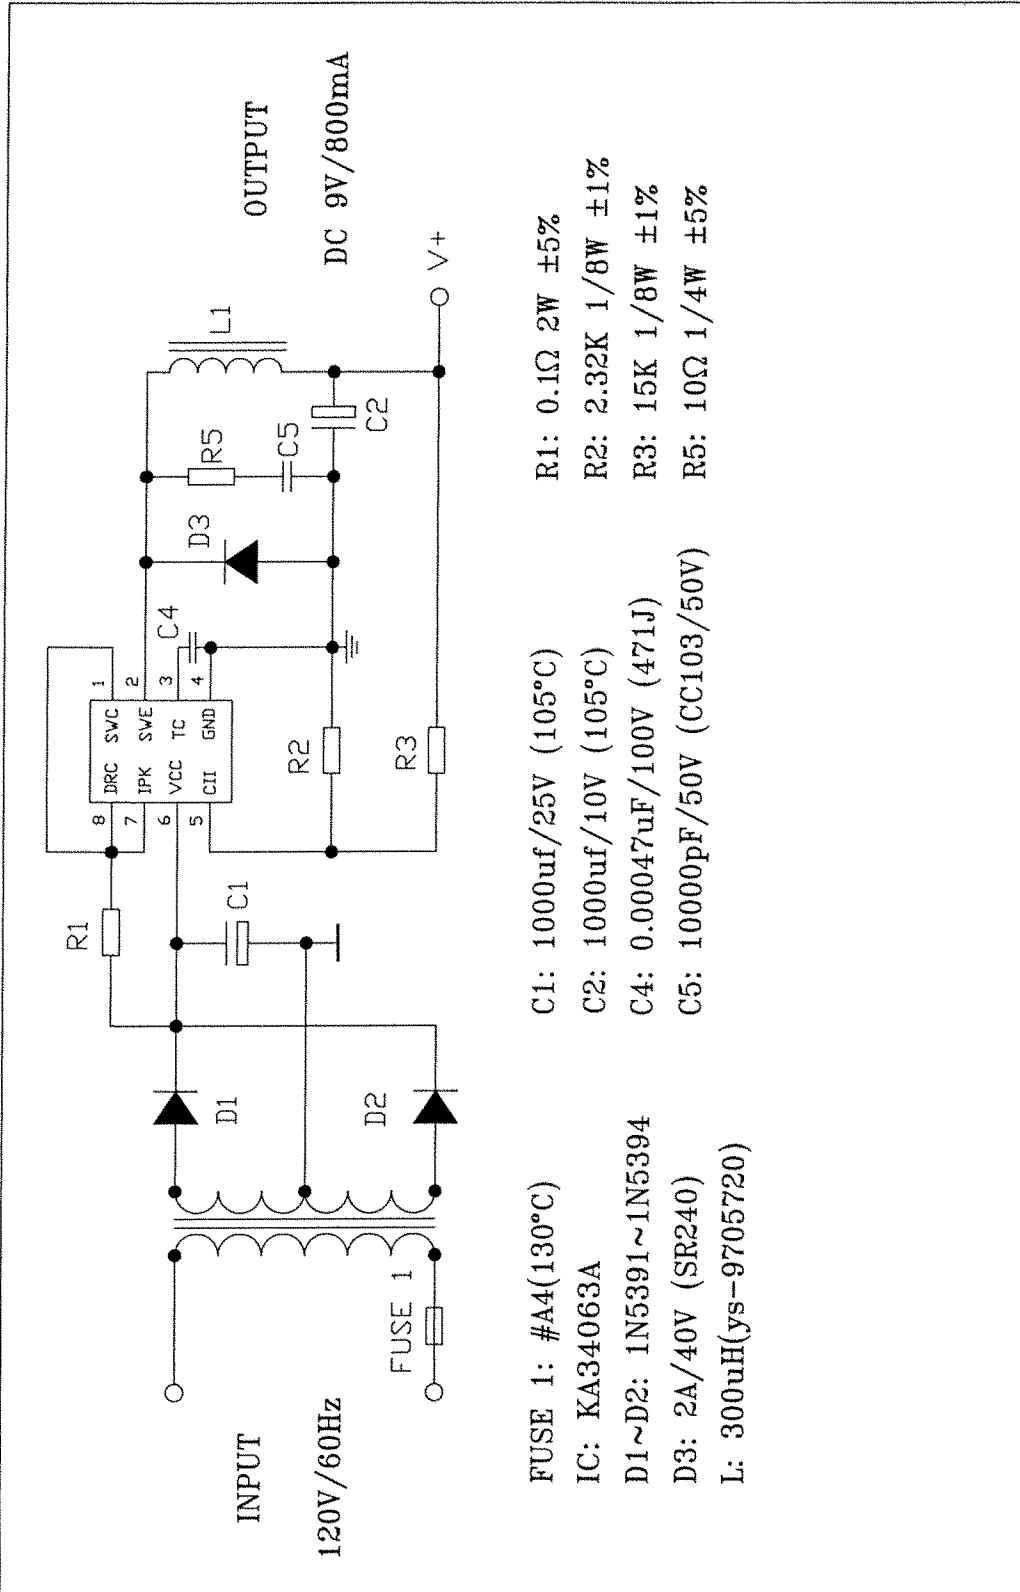 INPUT
120V/60Hz
FUSE 1
D1
D2
R1
C1
8 DRC SWC 1
7 IPK SWE 2
6 VCC TC 3
5 CII GND 4
C4
R2
R3
D3
R5
C5
C2
L1
V+
OUTPUT
DC 9V/800mA
FUSE 1: #A4(130°C)
IC: KA34063A
D1~D2: 1N5391~1N5394
D3: 2A/40V (SR240)
L: 300uH(ys-9705720)
C1: 1000uf/25V (105°C)
C2: 1000uf/10V (105°C)
C4: 0.00047uF/100V (471J)
C5: 10000pF/50V (CC103/50V)
R1: 0.1Ω 2W ±5%
R2: 2.32K 1/8W ±1%
R3: 15K 1/8W ±1%
R5: 10Ω 1/4W ±5%